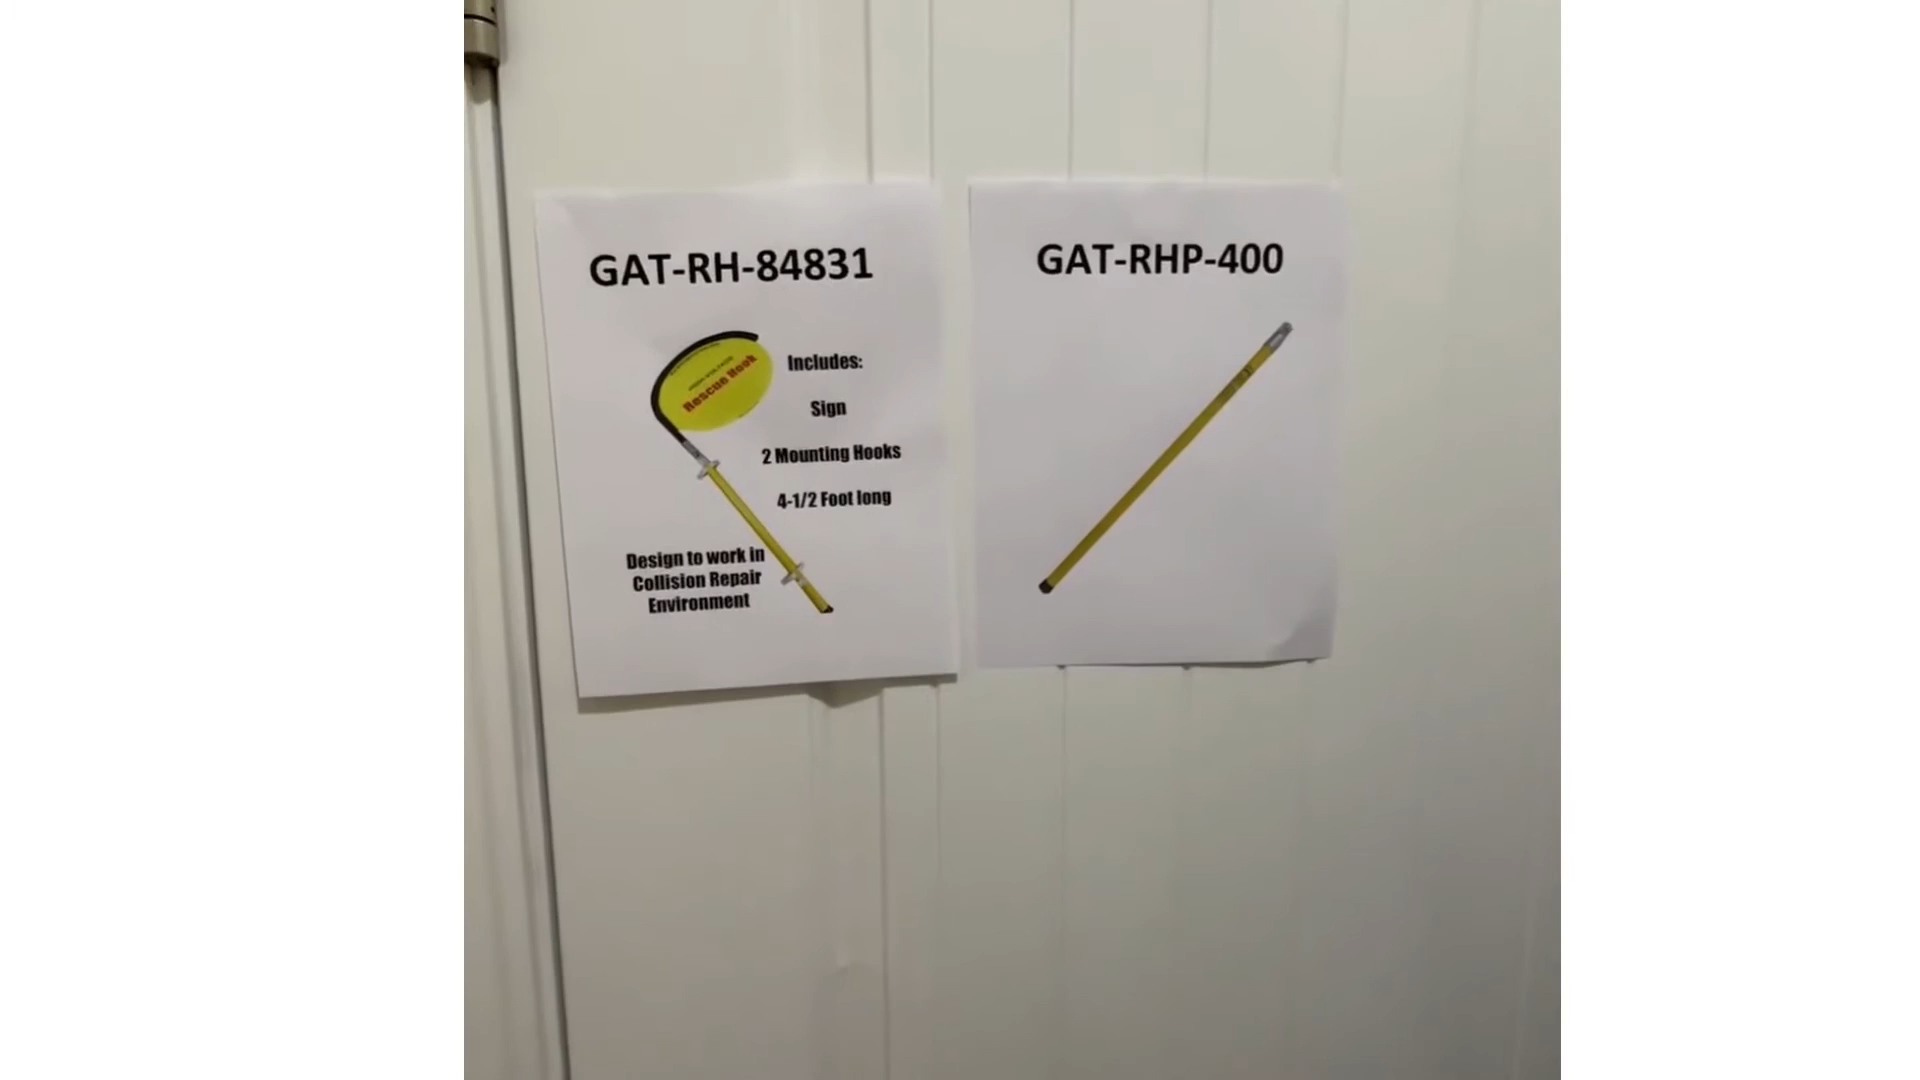 GAT-RH-84831
Rescue Hook
Includes:
Sign
2 Mounting Hooks
4-1/2 Foot long
Design to work in
Collision Repair
Environment
GAT-RHP-400